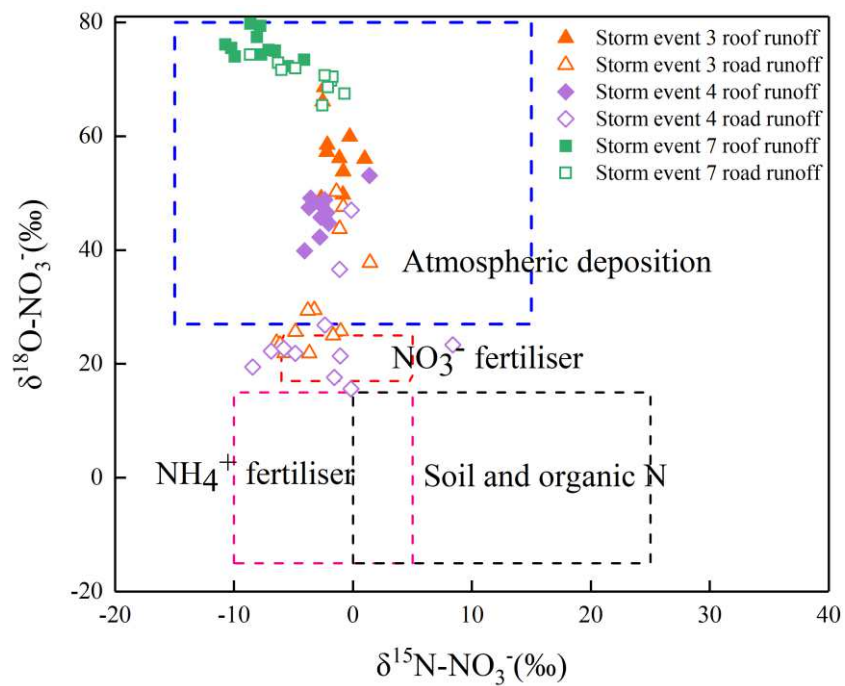 80
60
40
20
0
-20
-20
-10
0
10
20
30
40
δ¹⁸O-NO₃⁻(‰)
δ¹⁵N-NO₃⁻(‰)
Storm event 3 roof runoff
Storm event 3 road runoff
Storm event 4 roof runoff
Storm event 4 road runoff
Storm event 7 roof runoff
Storm event 7 road runoff
Atmospheric deposition
NO₃⁻ fertiliser
NH₄⁺ fertiliser
Soil and organic N